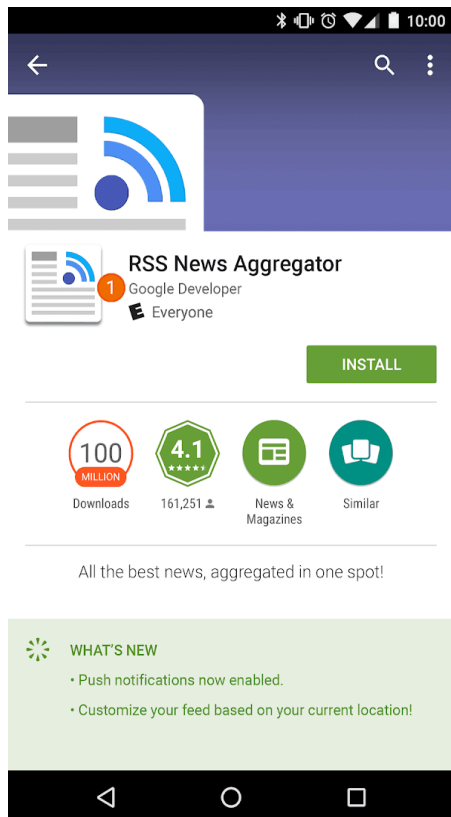 10:00
RSS News Aggregator
1
Google Developer
E Everyone
INSTALL
100
MILLION
Downloads
4.1
161,251
News &
Magazines
Similar
All the best news, aggregated in one spot!
WHAT'S NEW
• Push notifications now enabled.
• Customize your feed based on your current location!